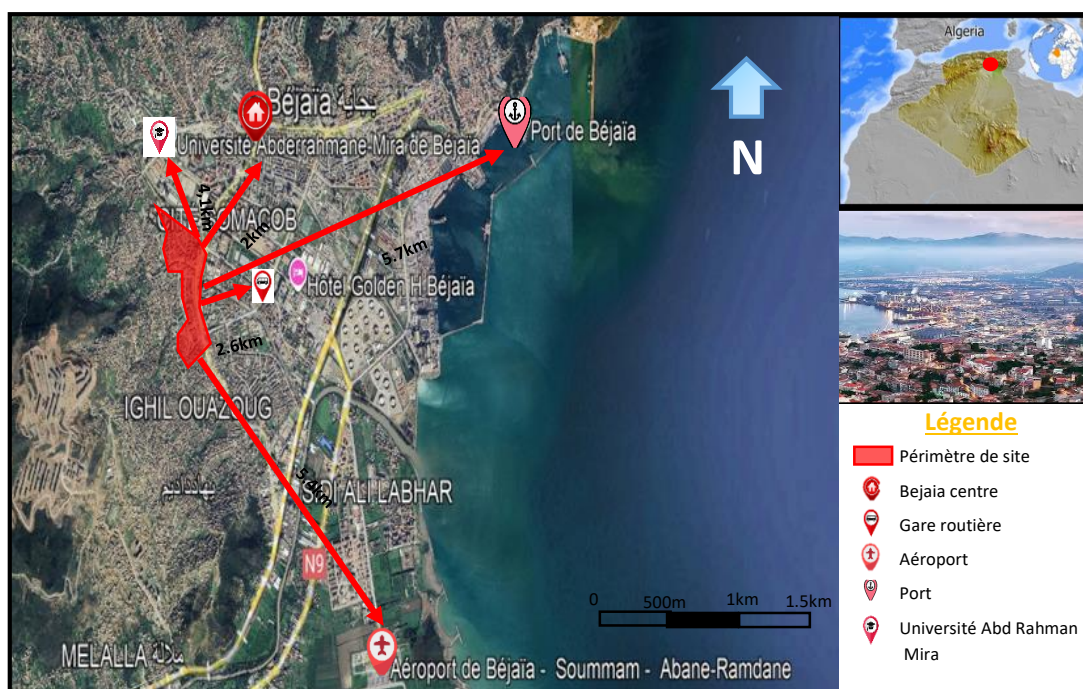 Béjaïa بجاية
Université Abderrahmane-Mira de Béjaïa
Port de Béjaïa
N
4,1km
2km
5.7km
Hôtel Golden H Béjaïa
2.6km
IGHIL OUAZOUG
SIDI ALI LABHAR
N9
MELALLA ملالة
Aéroport de Béjaïa - Soummam - Abane-Ramdane
0 500m 1km 1.5km
Algeria
Légende
Périmètre de site
Bejaia centre
Gare routière
Aéroport
Port
Université Abd Rahman
Mira